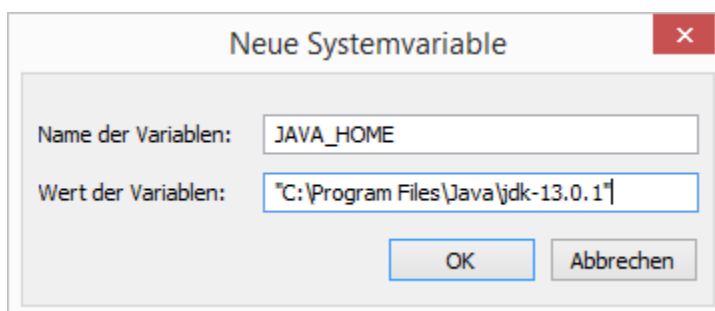 Neue Systemvariable
Name der Variablen: JAVA_HOME
Wert der Variablen: "C:\Program Files\Java\jdk-13.0.1"
OK Abbrechen